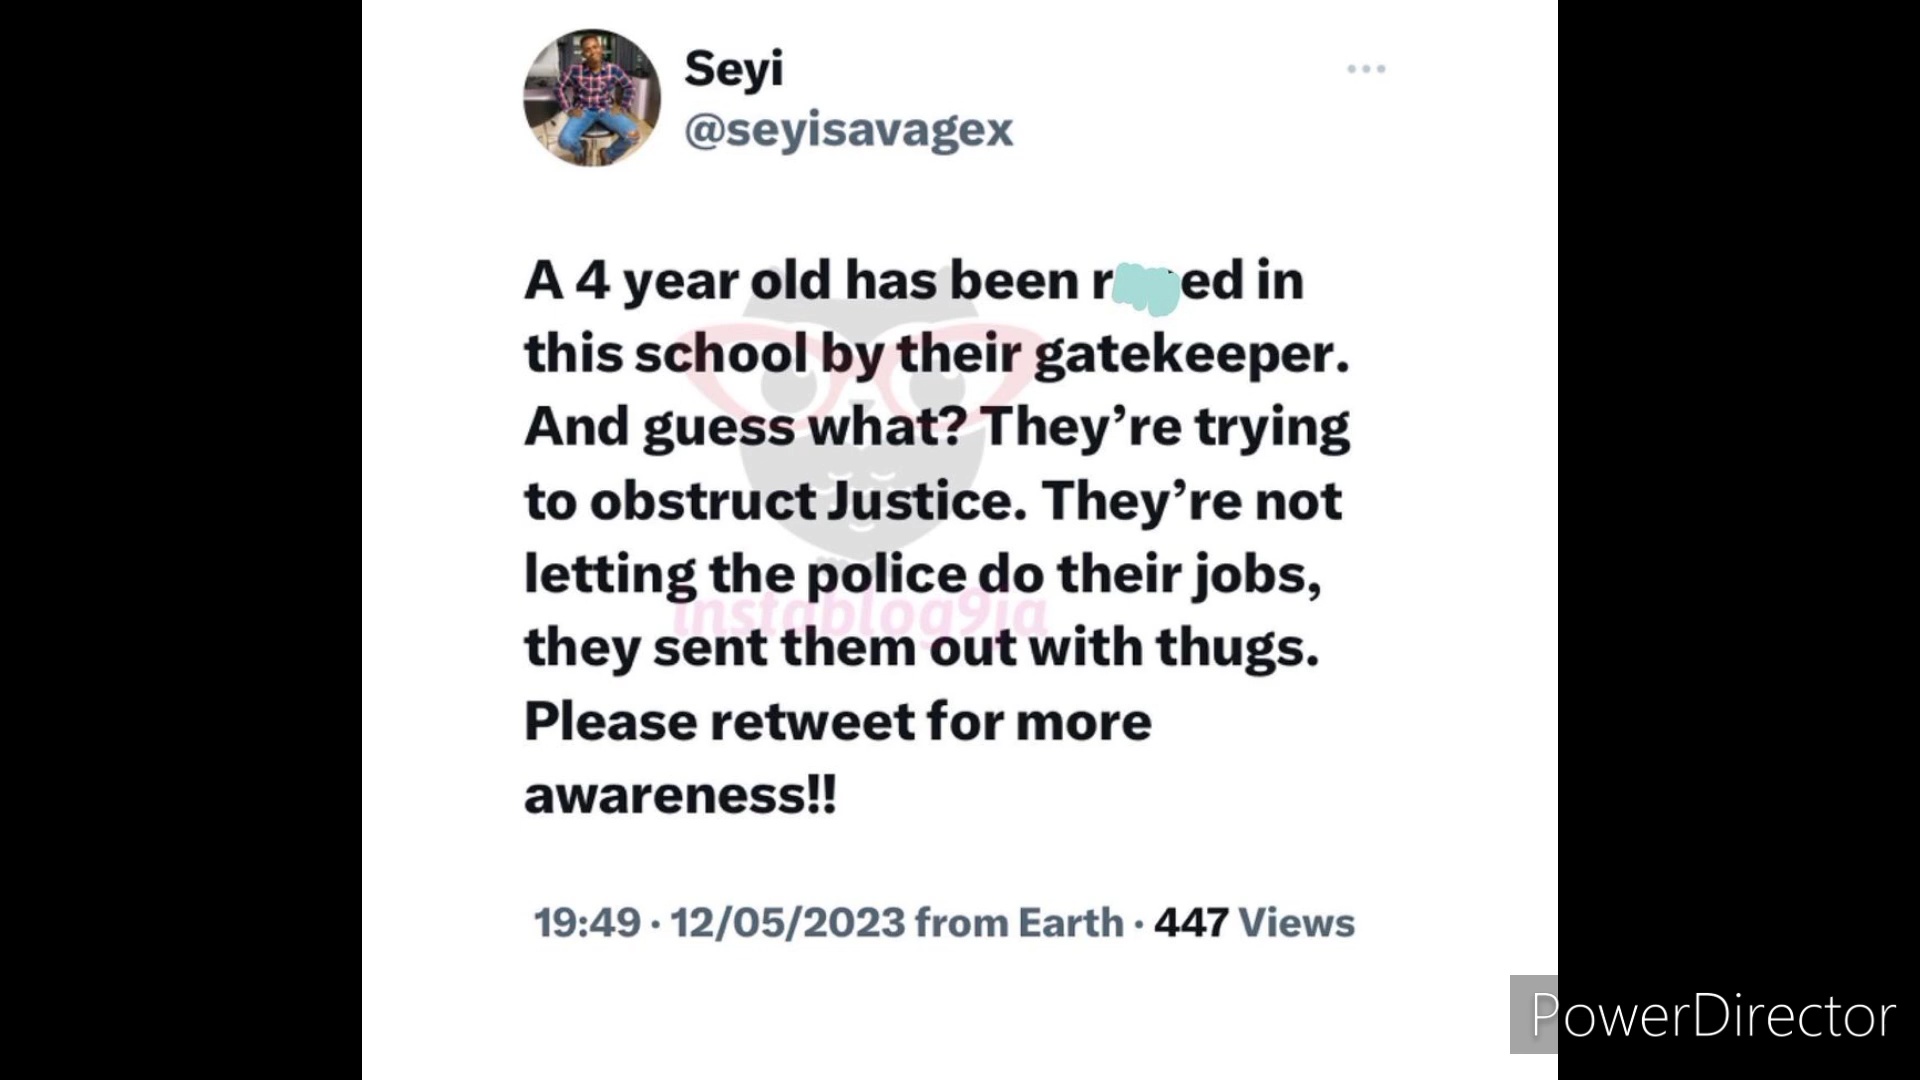 Seyi
@seyisavagex
A 4 year old has been r ed in
this school by their gatekeeper.
And guess what? They’re trying
to obstruct Justice. They’re not
letting the police do their jobs,
they sent them out with thugs.
Please retweet for more
awareness!!
instablog9ja
19:49 · 12/05/2023 from Earth · 447 Views
PowerDirector